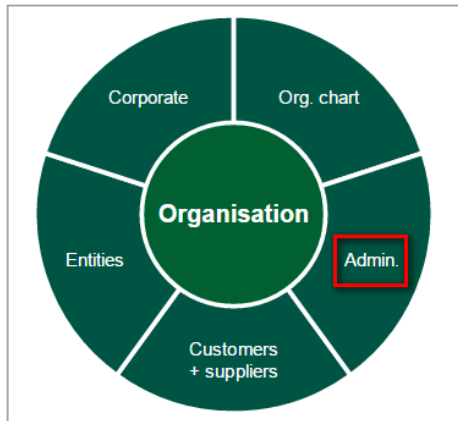 Corporate
Org. chart
Organisation
Entities
Admin.
Customers
+ suppliers